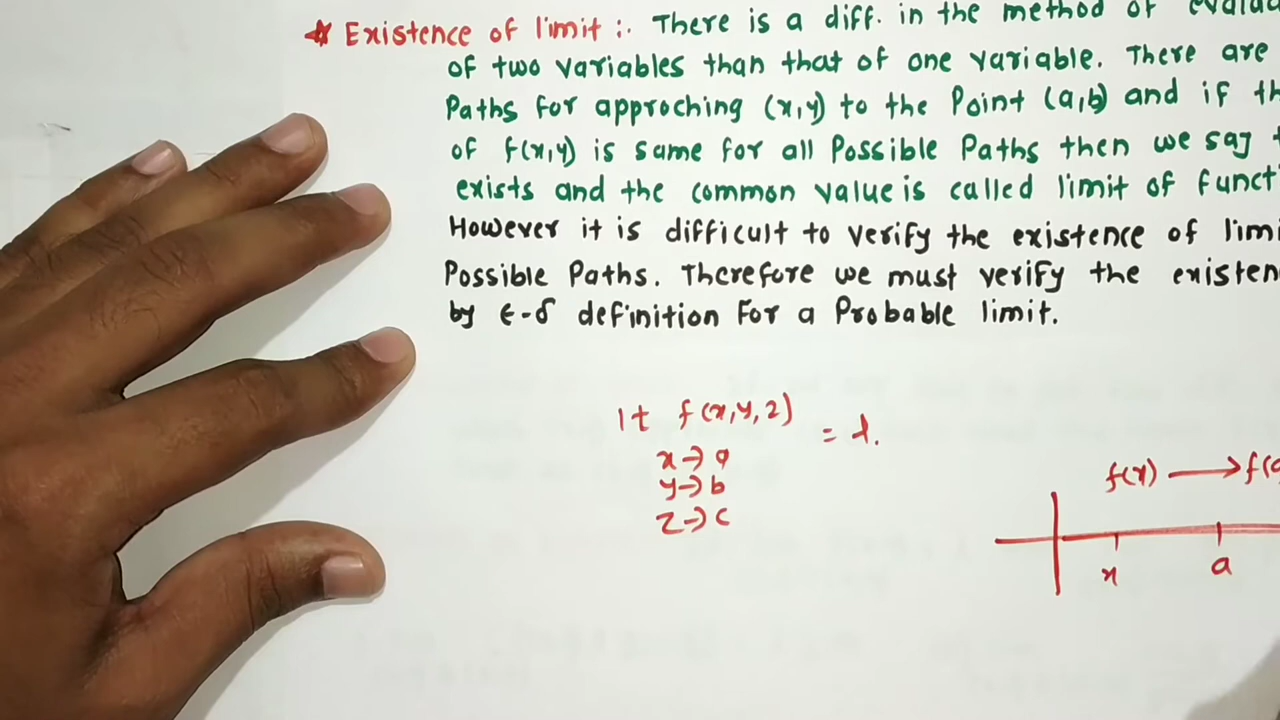 * Existence of limit :. There is a diff. in the method of
of two variables than that of one variable. There are
Paths for approching (x,y) to the Point (a,b) and if
of f(x,y) is same for all Possible Paths then we say
exists and the common value is called limit of
However it is difficult to verify the existence of
Possible Paths. Therefore we must verify the
by ϵ-δ definition for a Probable limit.
lt f(x,y,z) = l.
x→a
y→b
z→c
f(x) →
x a